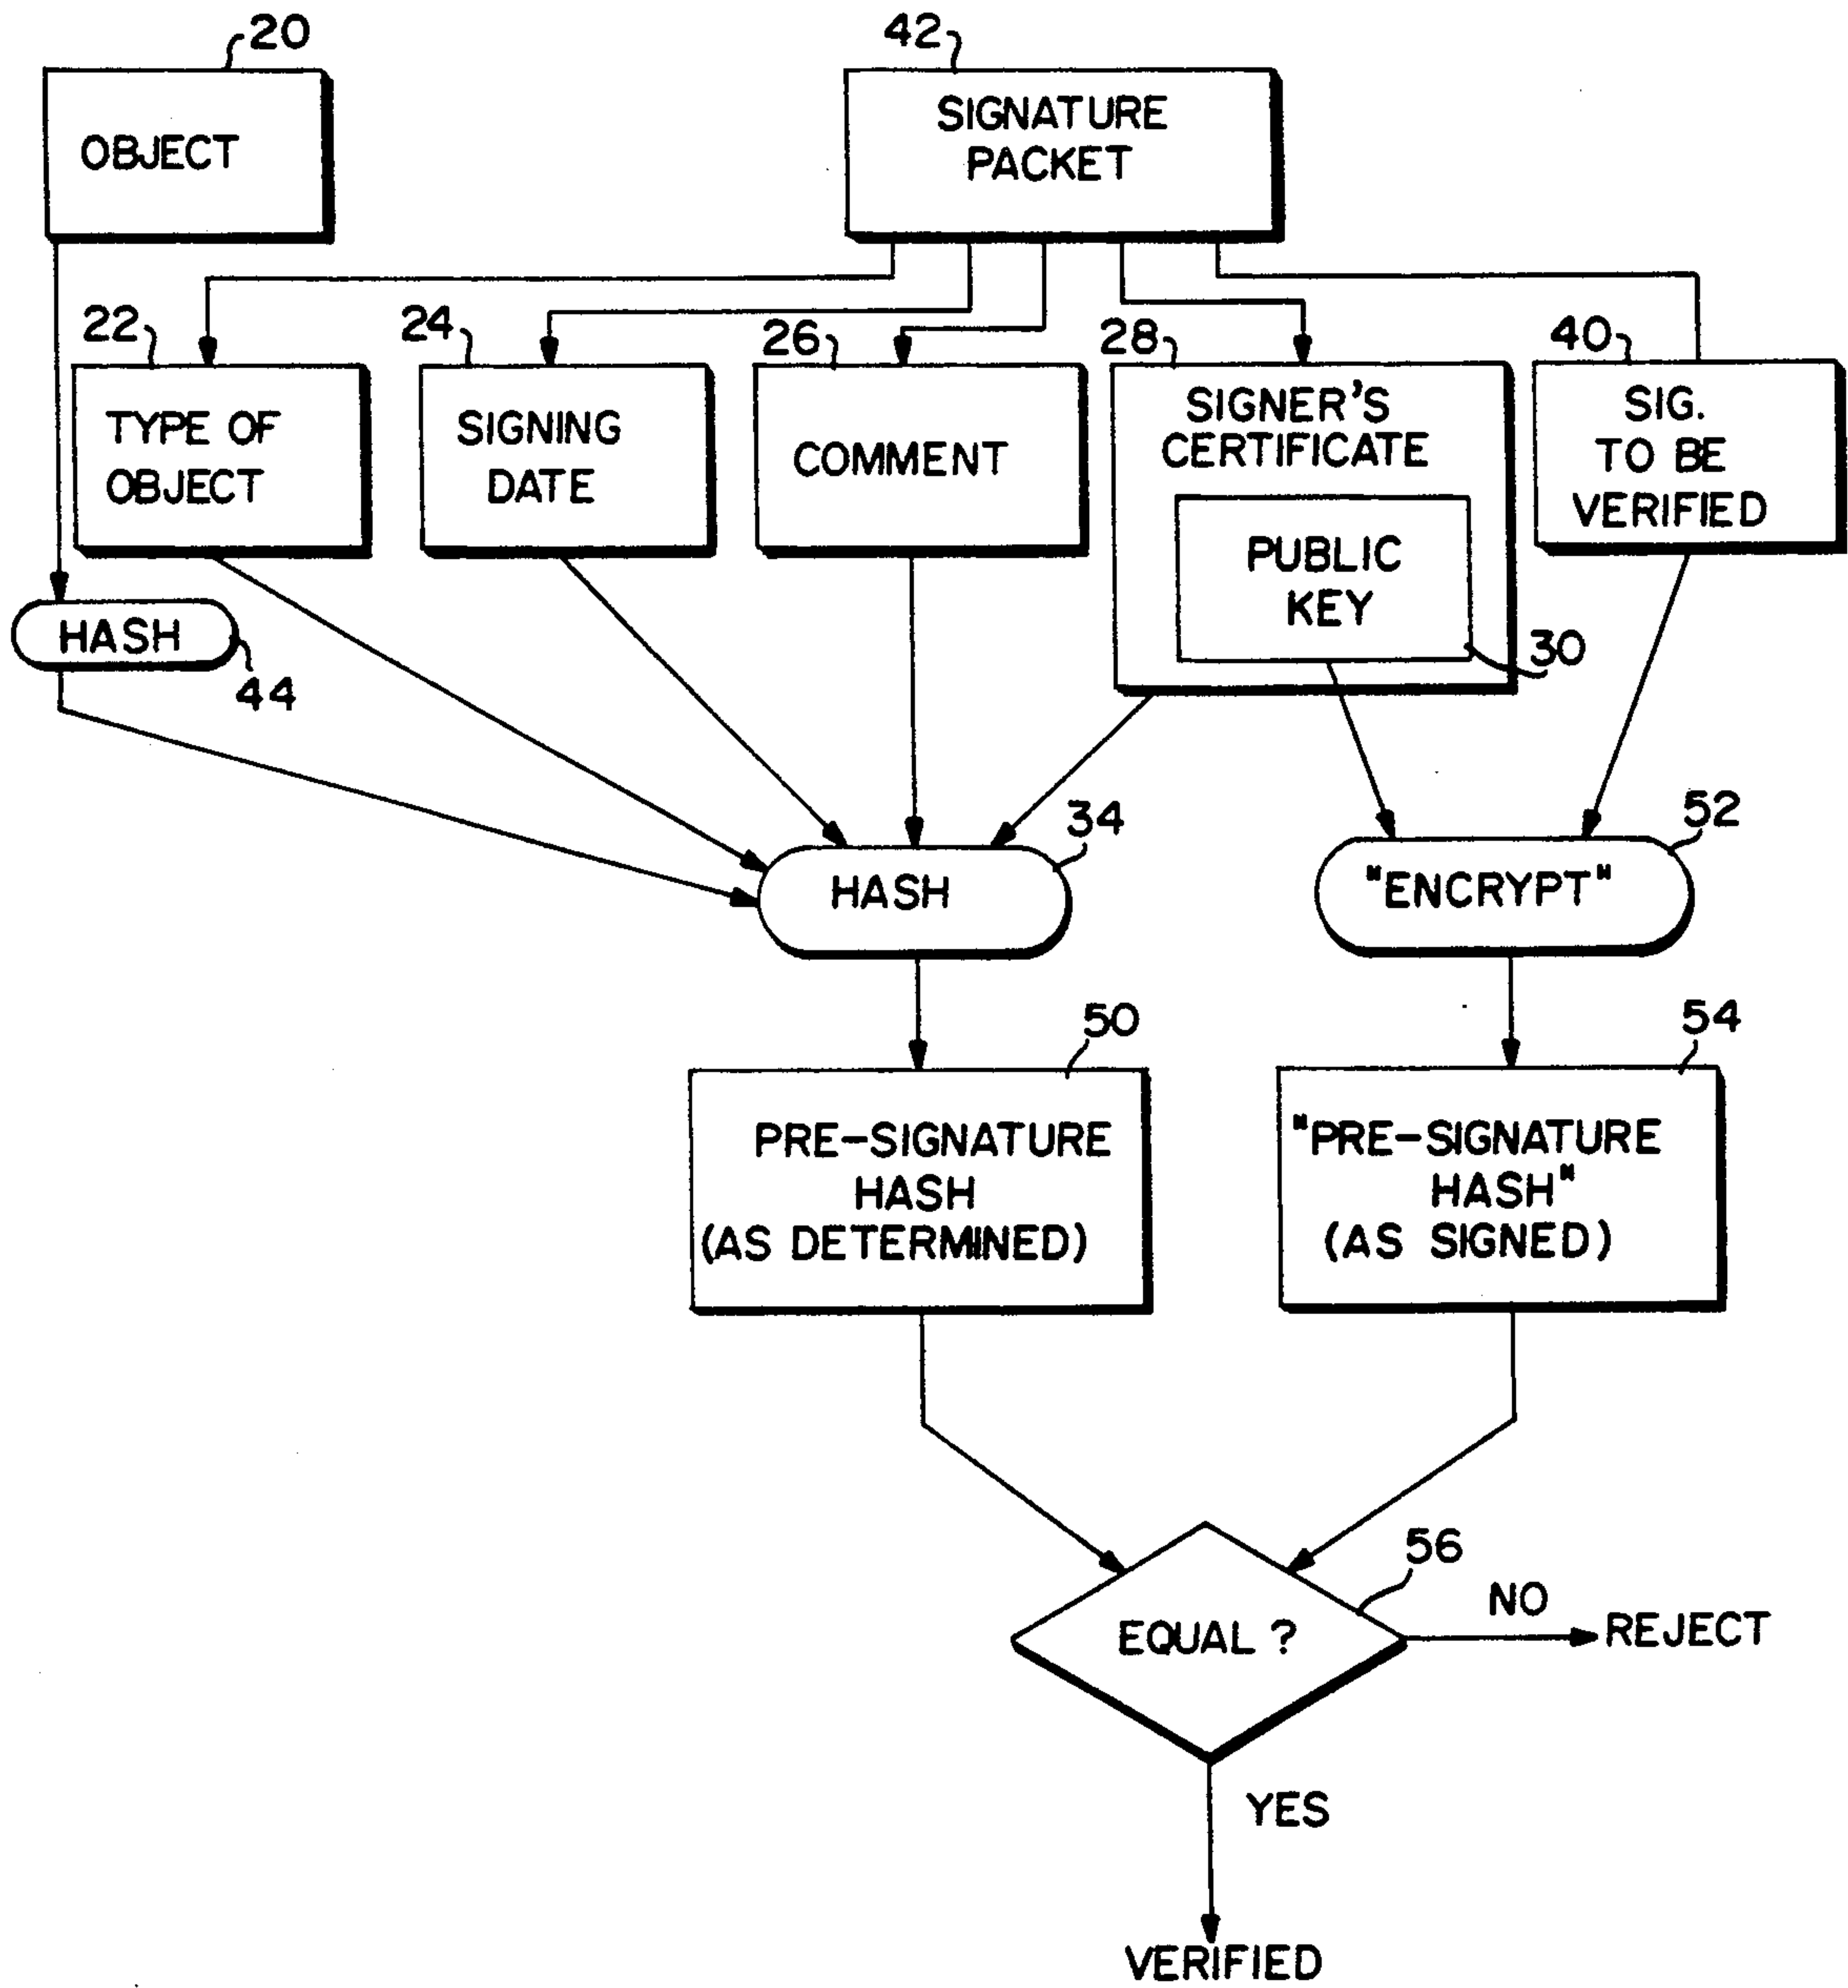 20
42
OBJECT
SIGNATURE
PACKET
22
24
26
28
40
TYPE OF
OBJECT
SIGNING
DATE
COMMENT
SIGNER'S
CERTIFICATE
PUBLIC
KEY
30
SIG.
TO BE
VERIFIED
HASH
44
34
HASH
52
"ENCRYPT"
50
54
PRE-SIGNATURE
HASH
(AS DETERMINED)
"PRE-SIGNATURE
HASH"
(AS SIGNED)
56
EQUAL ?
NO
REJECT
YES
VERIFIED